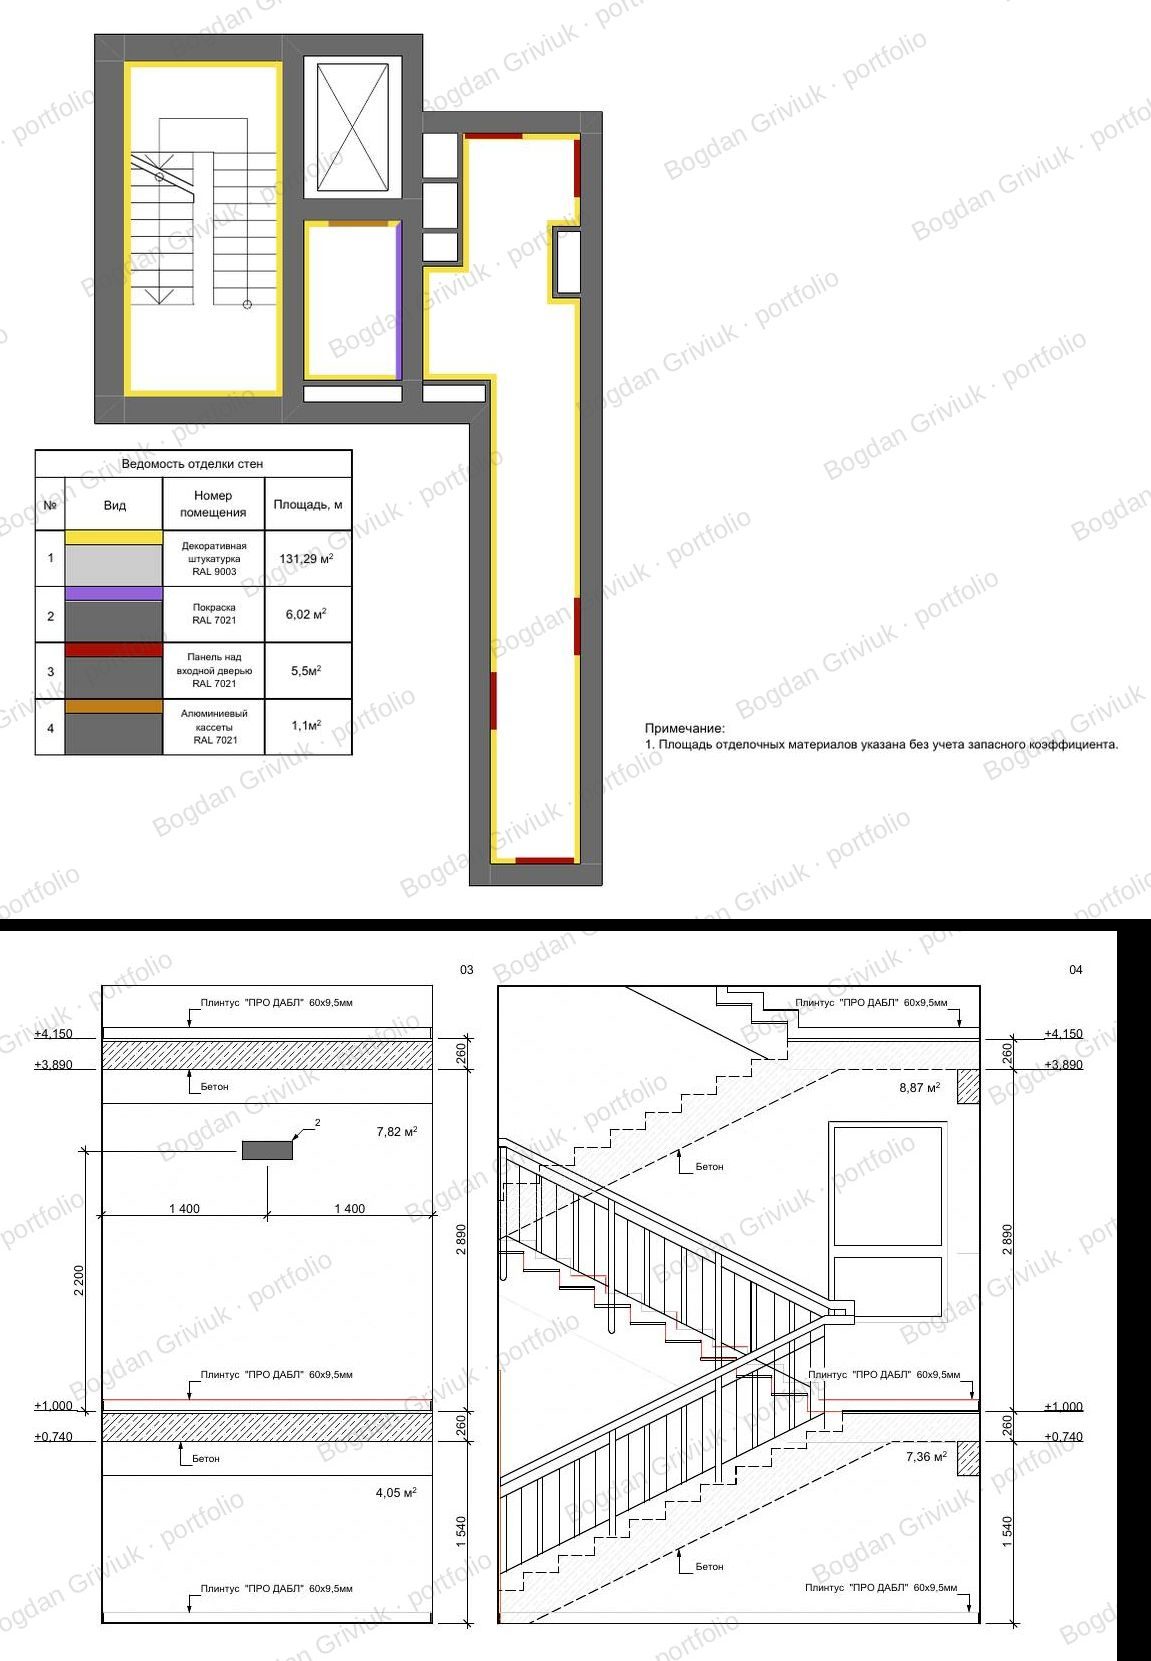 Ведомость отделки стен
№
Вид
Номер
помещения
Площадь, м
1
Декоративная
штукатурка
RAL 9003
131,29 м²
2
Покраска
RAL 7021
6,02 м²
3
Панель над
входной дверью
RAL 7021
5,5м²
4
Алюминиевый
кассеты
RAL 7021
1,1м²
Примечание:
1. Площадь отделочных материалов указана без учета запасного коэффициента.
03
Плинтус "ПРО ДАБЛ" 60х9,5мм
+4,150
+3,890
260
Бетон
2
7,82 м²
1 400
1 400
2 890
2 200
Плинтус "ПРО ДАБЛ" 60х9,5мм
+1,000
+0,740
260
Бетон
4,05 м²
1 540
Плинтус "ПРО ДАБЛ" 60х9,5мм
04
Плинтус "ПРО ДАБЛ" 60х9,5мм
+4,150
+3,890
260
8,87 м²
Бетон
2 890
Плинтус "ПРО ДАБЛ" 60х9,5мм
+1,000
+0,740
260
7,36 м²
Бетон
1 540
Плинтус "ПРО ДАБЛ" 60х9,5мм
Bogdan Griviuk · portfolio